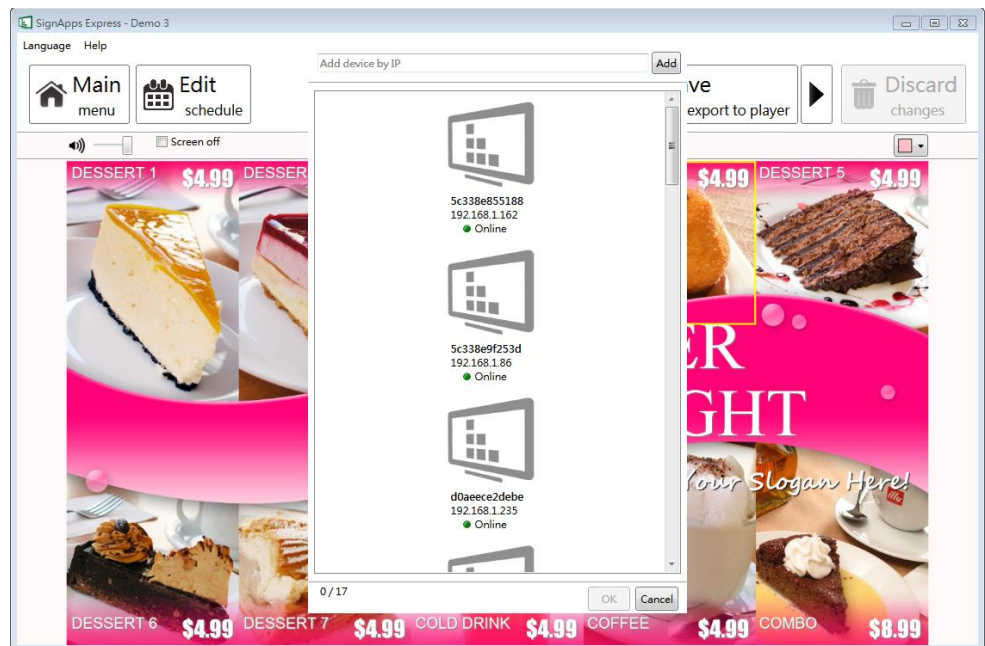 SignApps Express - Demo 3
Language Help
Add device by IP
Add
Main
menu
Edit
schedule
ve
export to player
Discard
changes
Screen off
DESSERT 1
$4.99
DESSER
$4.99
DESSERT 5
$4.99
5c338e855188
192.168.1.162
Online
5c338e9f253d
192.168.1.86
Online
ER
GHT
Your Slogan Here!
illy
d0aeece2debe
192.168.1.235
Online
0 / 17
OK
Cancel
DESSERT 6
$4.99
DESSERT 7
$4.99
COLD DRINK
$4.99
COFFEE
$4.99
COMBO
$8.99